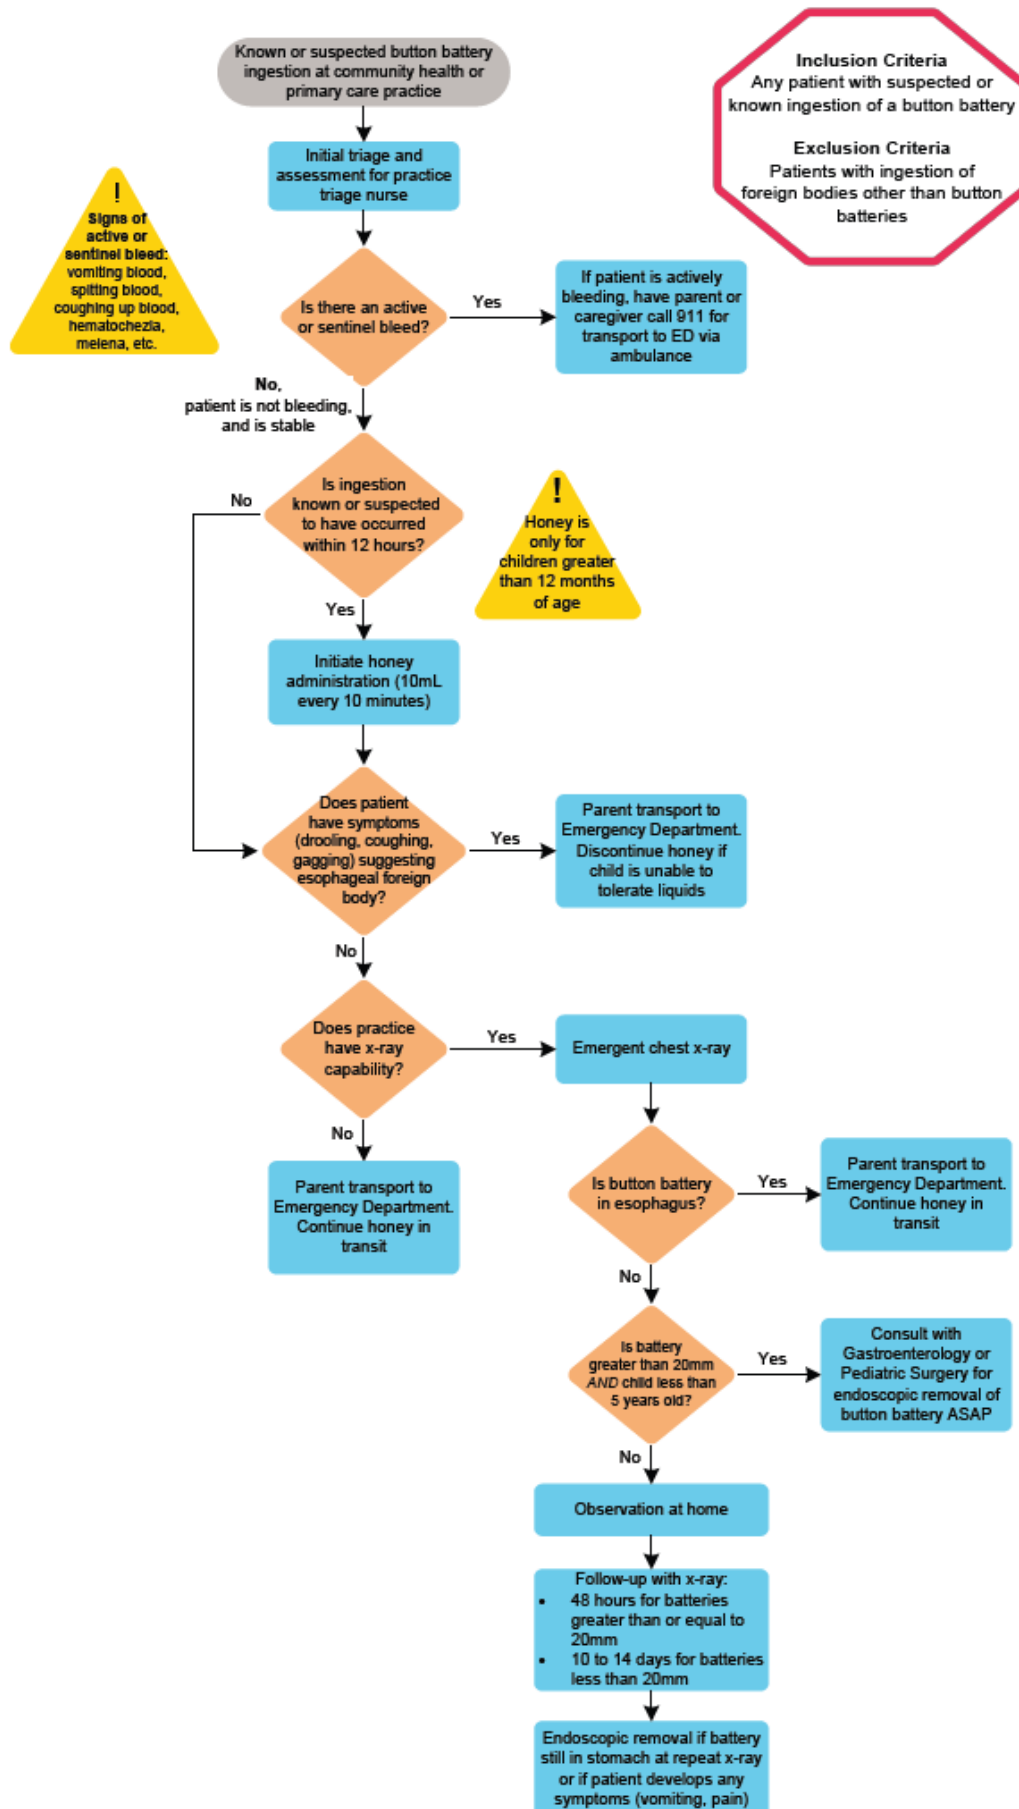 Known or suspected button battery
ingestion at community health or
primary care practice
Inclusion Criteria
Any patient with suspected or
known ingestion of a button battery
Exclusion Criteria
Patients with ingestion of
foreign bodies other than button
batteries
Initial triage and
assessment for practice
triage nurse
!
Signs of
active or
sentinel bleed:
vomiting blood,
spitting blood,
coughing up blood,
hematochezia,
melena, etc.
Is there an active
or sentinel bleed?
Yes
If patient is actively
bleeding, have parent or
caregiver call 911 for
transport to ED via
ambulance
No,
patient is not bleeding,
and is stable
Is ingestion
known or suspected
to have occurred
within 12 hours?
No
!
Honey is
only for
children greater
than 12 months
of age
Yes
Initiate honey
administration (10mL
every 10 minutes)
Does patient
have symptoms
(drooling, coughing,
gagging) suggesting
esophageal foreign
body?
Yes
Parent transport to
Emergency Department.
Discontinue honey if
child is unable to
tolerate liquids
No
Does practice
have x-ray
capability?
Yes
Emergent chest x-ray
No
Parent transport to
Emergency Department.
Continue honey in
transit
Is button battery
in esophagus?
Yes
Parent transport to
Emergency Department.
Continue honey in
transit
No
Is battery
greater than 20mm
AND child less than
5 years old?
Yes
Consult with
Gastroenterology or
Pediatric Surgery for
endoscopic removal of
button battery ASAP
No
Observation at home
Follow-up with x-ray:
• 48 hours for batteries
greater than or equal to
20mm
• 10 to 14 days for batteries
less than 20mm
Endoscopic removal if battery
still in stomach at repeat x-ray
or if patient develops any
symptoms (vomiting, pain)